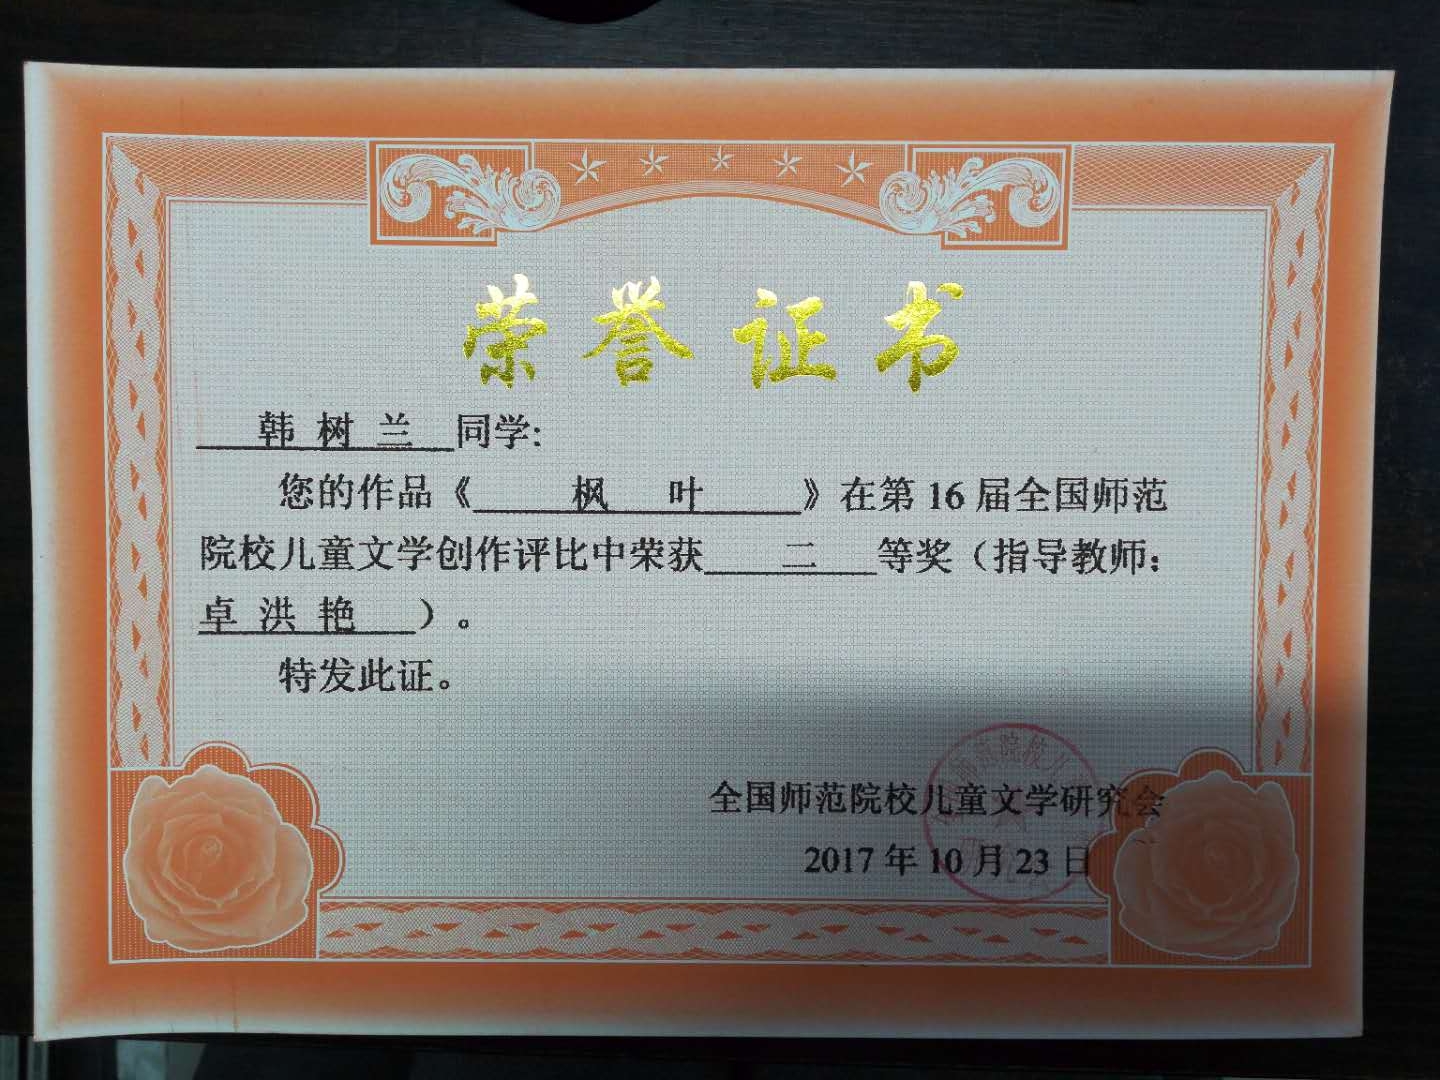 荣誉证书
韩树兰同学:
您的作品《枫叶》在第16届全国师范
院校儿童文学创作评比中荣获二等奖（指导教师:
卓洪艳）。
特发此证。
全国师范院校儿童文学研究会
2017年10月23日